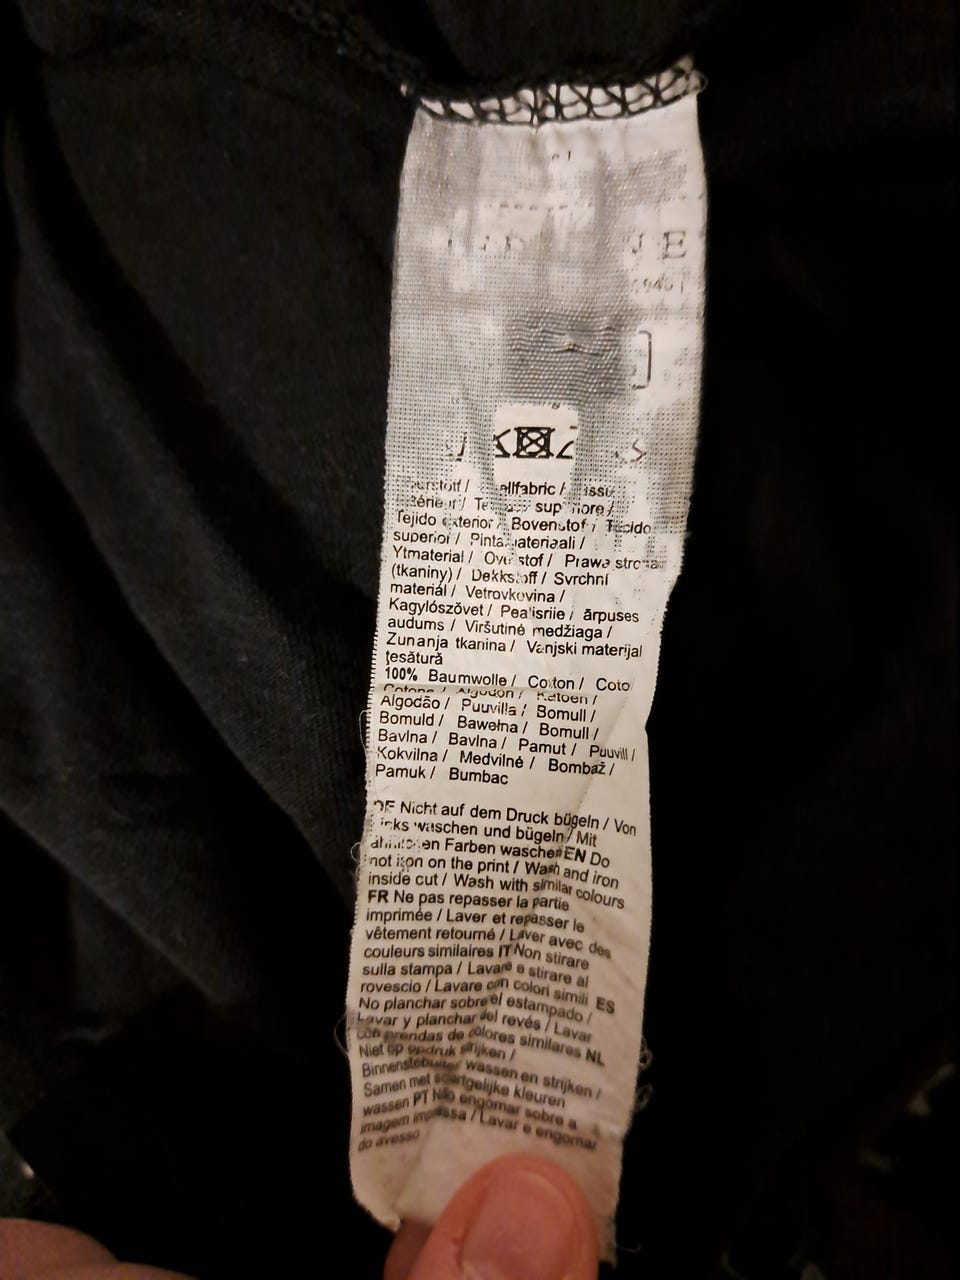 J E
Tejido exterior / Bovenstof / Tecido
superior / Pintamateriaali /
Ytmaterial / Overstof / Prawa strona
(tkaniny) / Dekkstoff / Svrchní
materiál / Vetrovkovina /
Kagylószövet / Pealisriie / ārpuses
audums / Viršutinė medžiaga /
Zunanja tkanina / Vanjski materijal
ţesătură
100% Baumwolle / Cotton / Coto
Cotone / Algodón / Katoen /
Algodão / Puuvilla / Bomull /
Bomuld / Bawełna / Bomull /
Bavlna / Bavlna / Pamut / Puuvill /
Kokvilna / Medvilnė / Bombaž /
Pamuk / Bumbac
DE Nicht auf dem Druck bügeln / Von
links waschen und bügeln / Mit
ähnlichen Farben waschen EN Do
not iron on the print / Wash and iron
inside out / Wash with similar colours
FR Ne pas repasser la partie
imprimée / Laver et repasser le
vêtement retourné / Laver avec des
couleurs similaires IT Non stirare
sulla stampa / Lavare e stirare al
rovescio / Lavare con colori simili ES
No planchar sobre el estampado /
Lavar y planchar del revés / Lavar
con prendas de colores similares NL
Niet op opdruk strijken /
Binnenstebuiten wassen en strijken /
Samen met soortgelijke kleuren
wassen PT Não engomar sobre a
imagem impressa / Lavar e engomar
do avesso